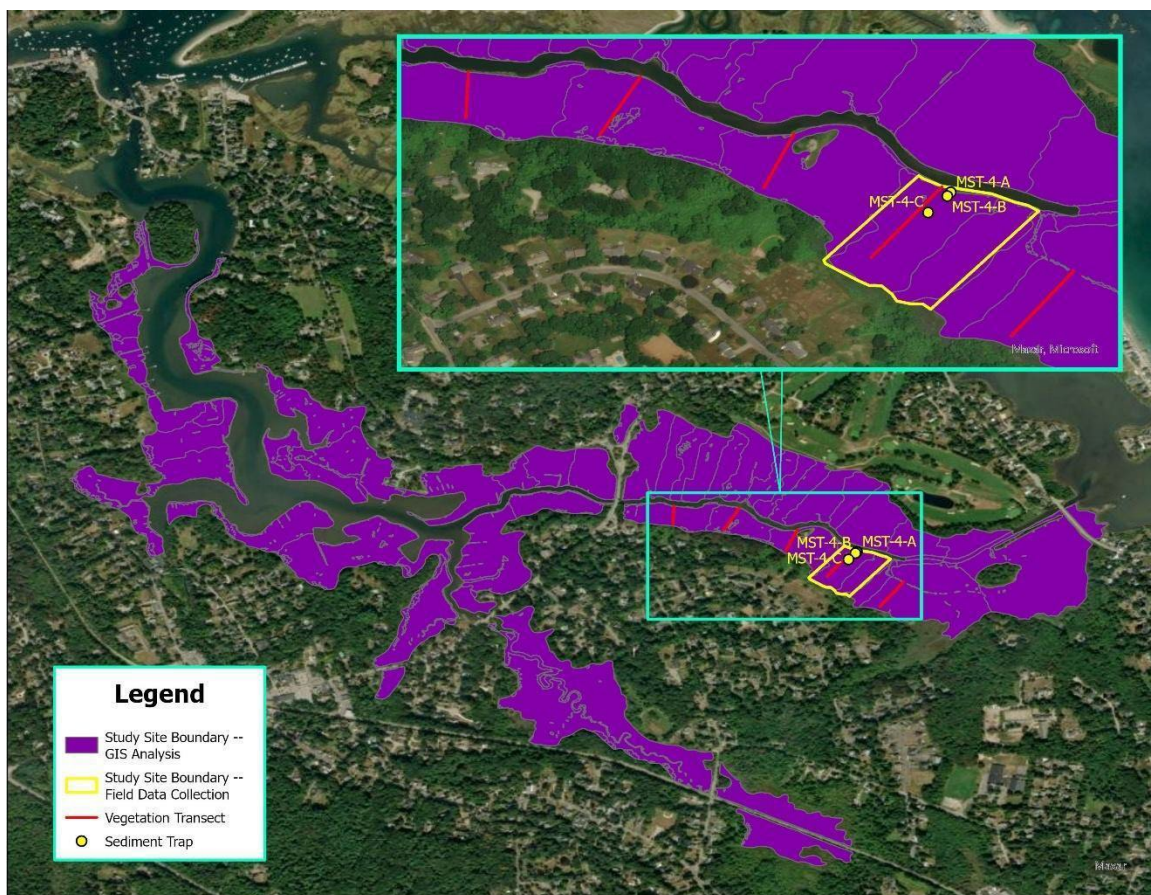 MST-4-A
MST-4-C
MST-4-B
Maxar, Microsoft
MST-4-B
MST-4-A
MST-4-C
Legend
Study Site Boundary --
GIS Analysis
Study Site Boundary --
Field Data Collection
Vegetation Transect
Sediment Trap
Maxar